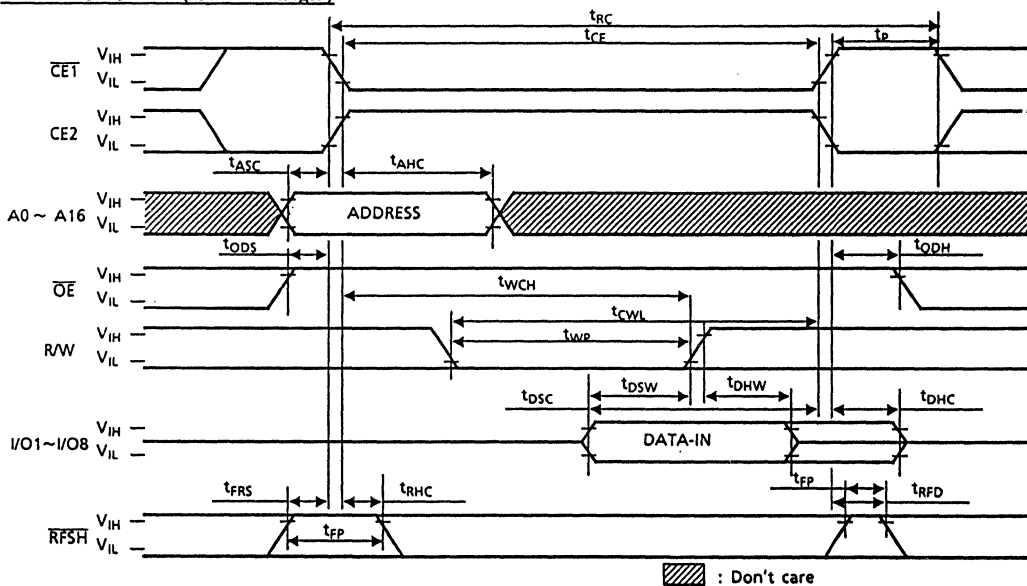 tRC
tCE
tP
VIH
CE1
VIL
VIH
CE2
VIL
tASC
tAHC
VIH
A0 ~ A16
ADDRESS
VIL
tODS
tODH
VIH
OE
tWCH
VIL
tCWL
VIH
R/W
tWP
VIL
tDSW
tDHW
tDSC
tDHC
VIH
I/O1~I/O8
DATA-IN
VIL
tFRS
tRHC
tFP
tRFD
VIH
RFSH
tFP
VIL
: Don't care